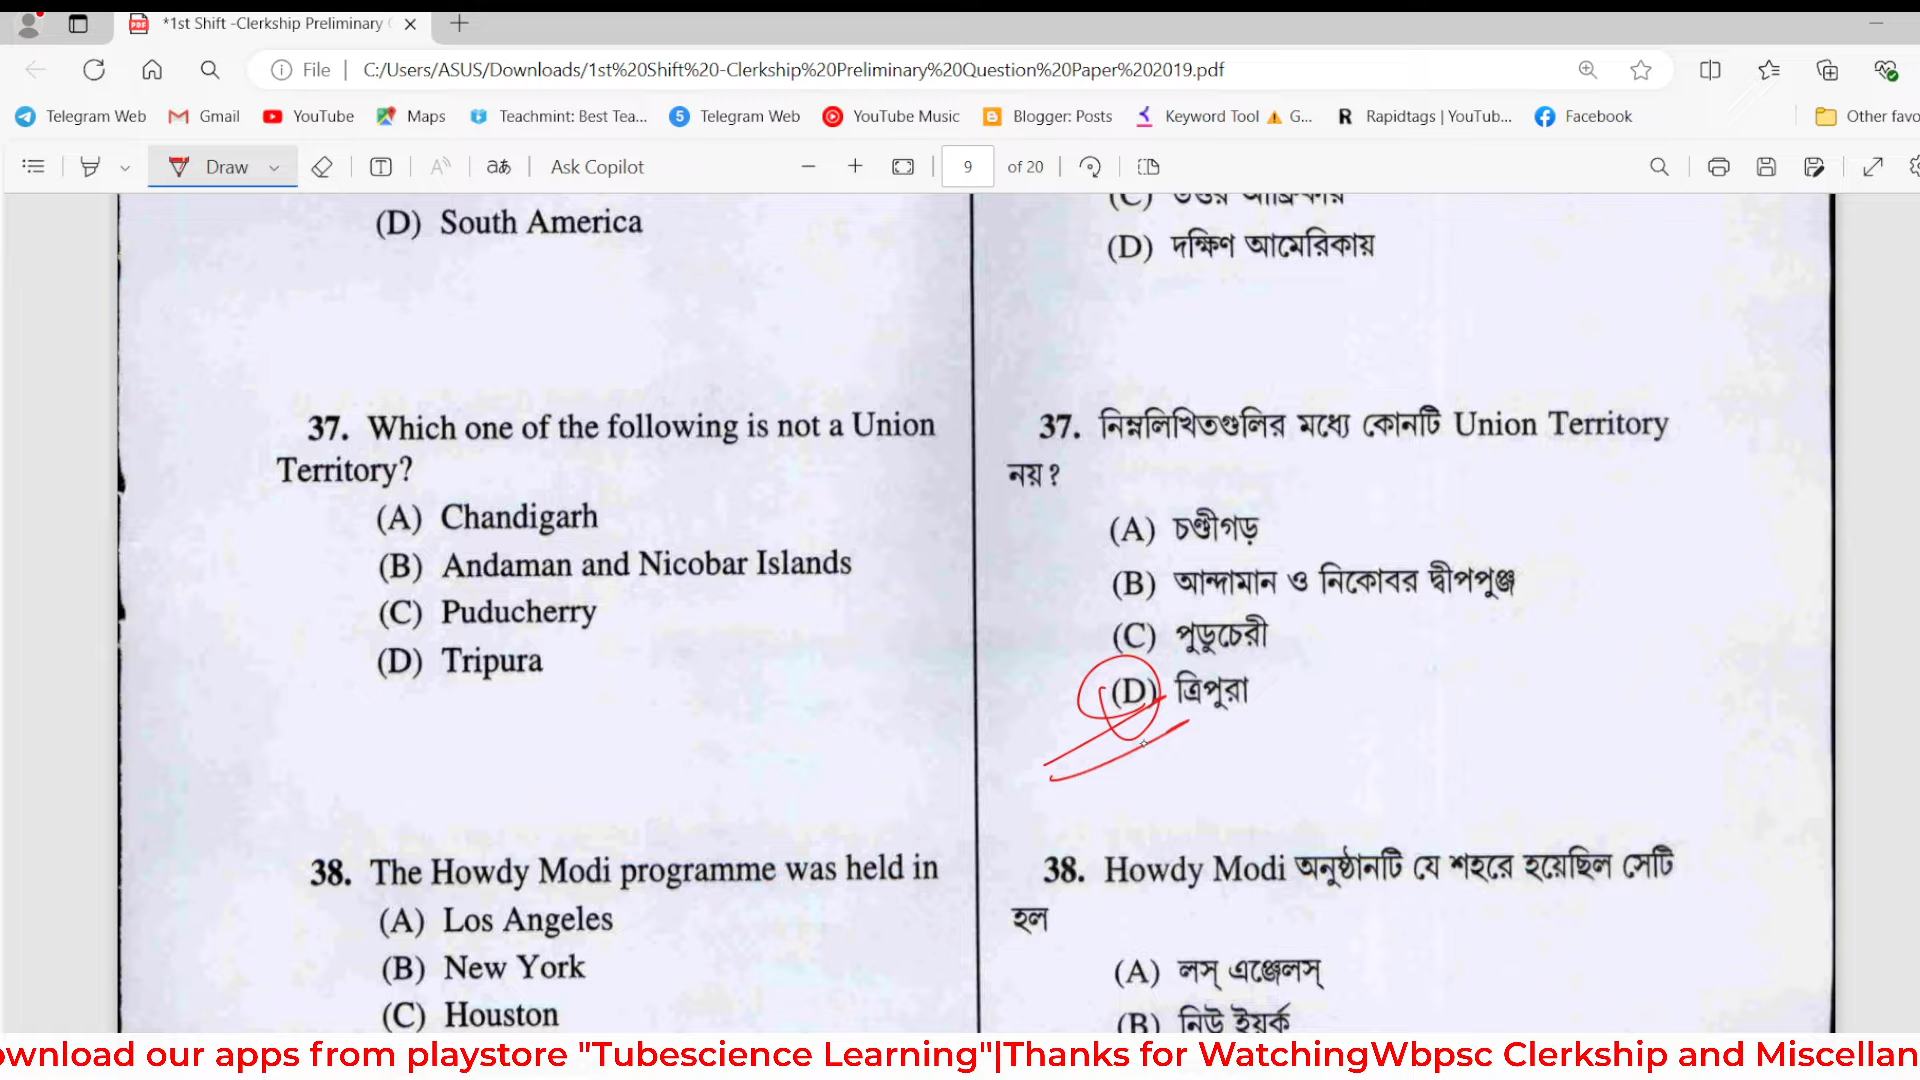 *1st Shift -Clerkship Preliminary
File
C:/Users/ASUS/Downloads/1st%20Shift%20-Clerkship%20Preliminary%20Question%20Paper%202019.pdf
Telegram Web
Gmail
YouTube
Maps
Teachmint: Best Tea...
Telegram Web
YouTube Music
Blogger: Posts
Keyword Tool ⚠ G...
Rapidtags | YouTub...
Facebook
Other favo
Draw
Ask Copilot
9 of 20
(D) South America
37. Which one of the following is not a Union
Territory?
(A) Chandigarh
(B) Andaman and Nicobar Islands
(C) Puducherry
(D) Tripura
38. The Howdy Modi programme was held in
(A) Los Angeles
(B) New York
(C) Houston
(C) উত্তর আফ্রিকায়
(D) দক্ষিণ আমেরিকায়
37. নিম্নলিখিতগুলির মধ্যে কোনটি Union Territory
নয় ?
(A) চণ্ডীগড়
(B) আন্দামান ও নিকোবর দ্বীপপুঞ্জ
(C) পুডুচেরী
(D) ত্রিপুরা
38. Howdy Modi অনুষ্ঠানটি যে শহরে হয়েছিল সেটি
হল
(A) লস্ এঞ্জেলস্
(B) নিউ ইয়র্ক
ownload our apps from playstore "Tubescience Learning"|Thanks for WatchingWbpsc Clerkship and Miscellan